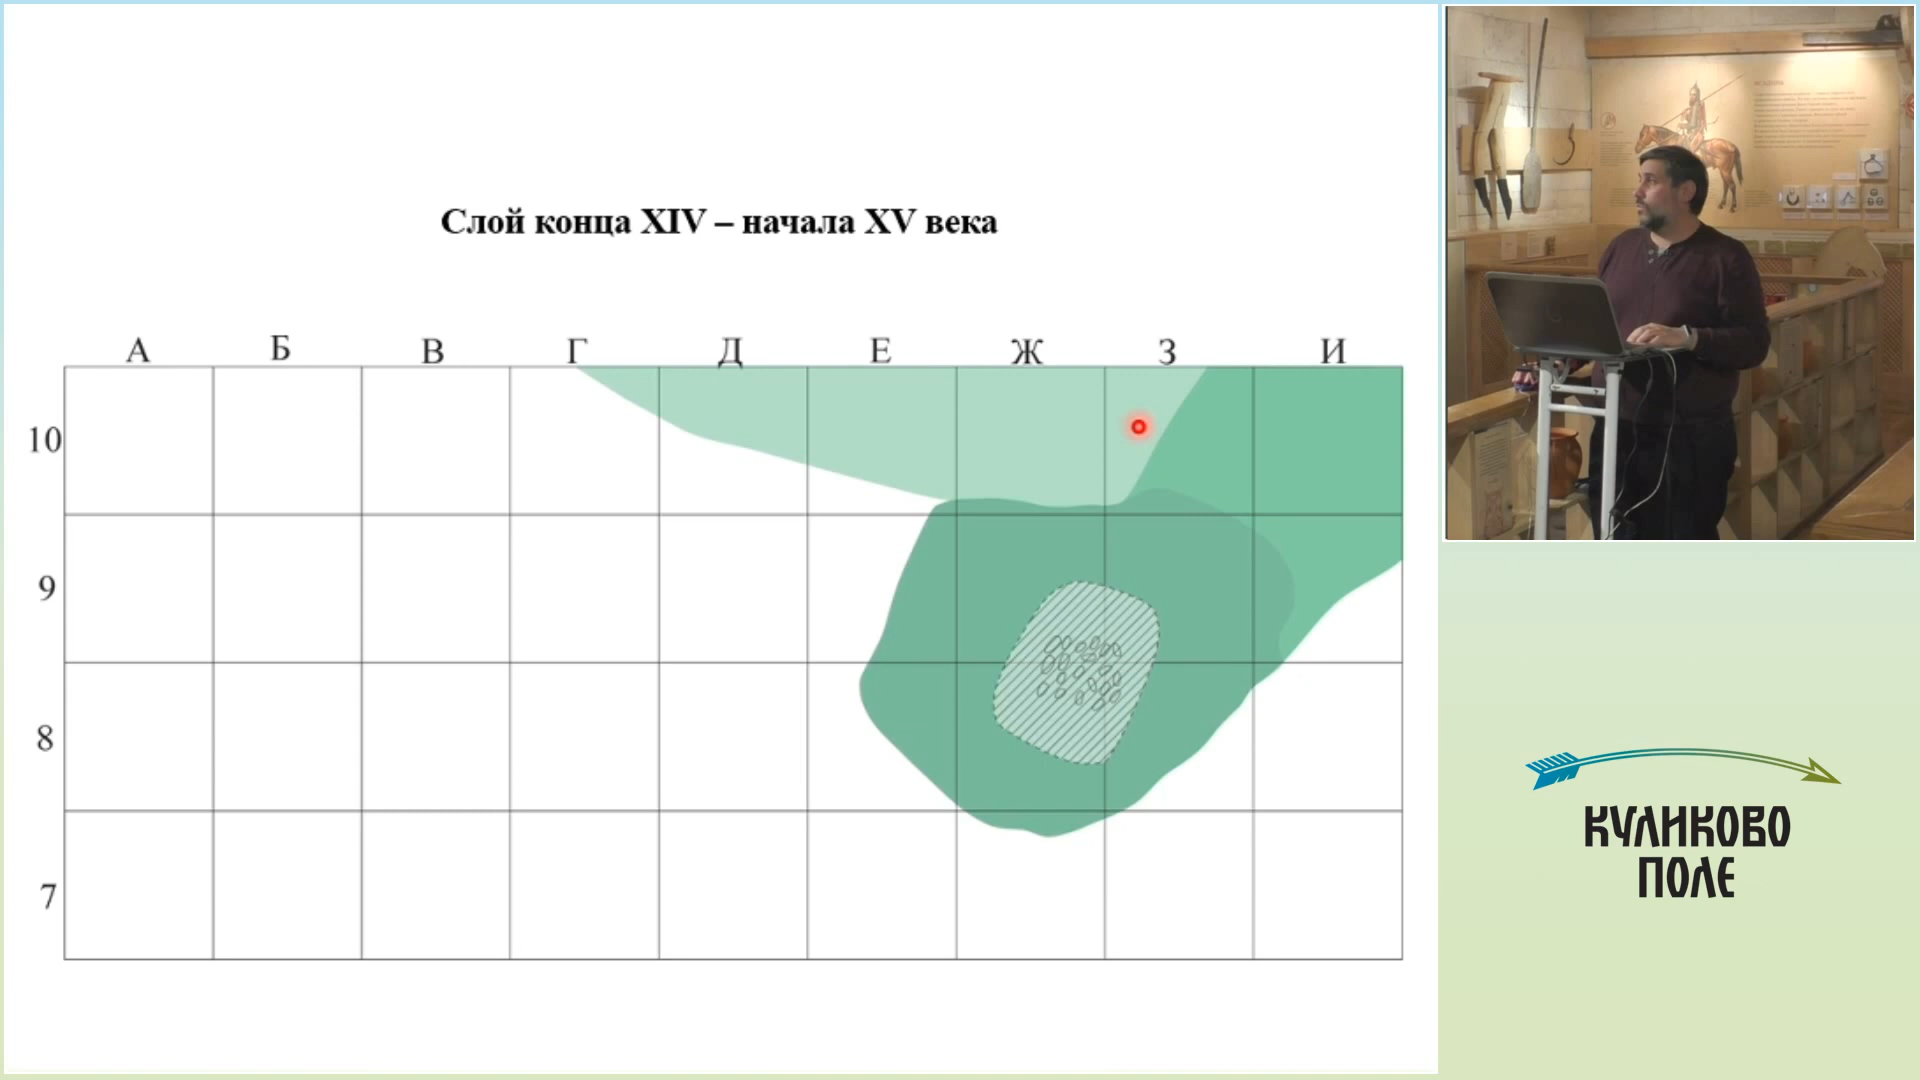 Слой конца XIV – начала XV века
А Б В Г Д Е Ж З И
10
9
8
7
КУЛИКОВО
ПОЛЕ